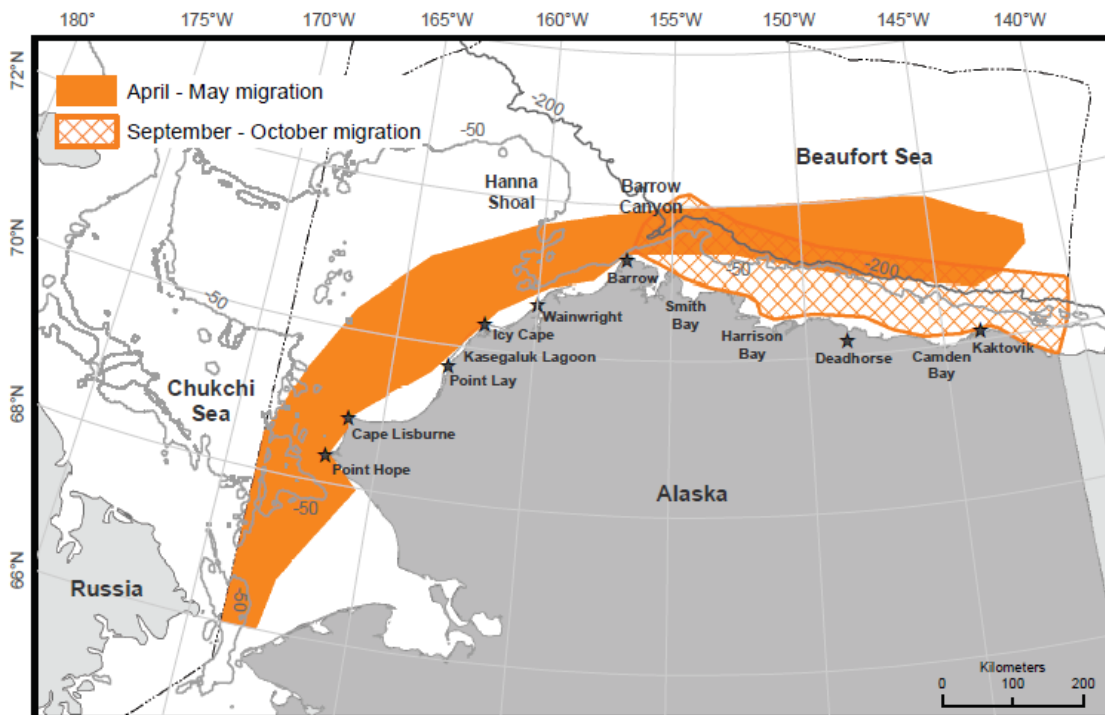 180°
175°W
170°W
165°W
160°W
155°W
150°W
145°W
140°W
72°N
70°N
68°N
66°N
April - May migration
September - October migration
-200
-50
Hanna
Shoal
Barrow
Canyon
Beaufort Sea
-50
-200
-50
Barrow
Smith
Bay
Harrison
Bay
Deadhorse
Camden
Bay
Kaktovik
Wainwright
Icy Cape
Kasegaluk Lagoon
Point Lay
Chukchi
Sea
Cape Lisburne
Point Hope
-50
Alaska
Russia
-50
Kilometers
0 100 200